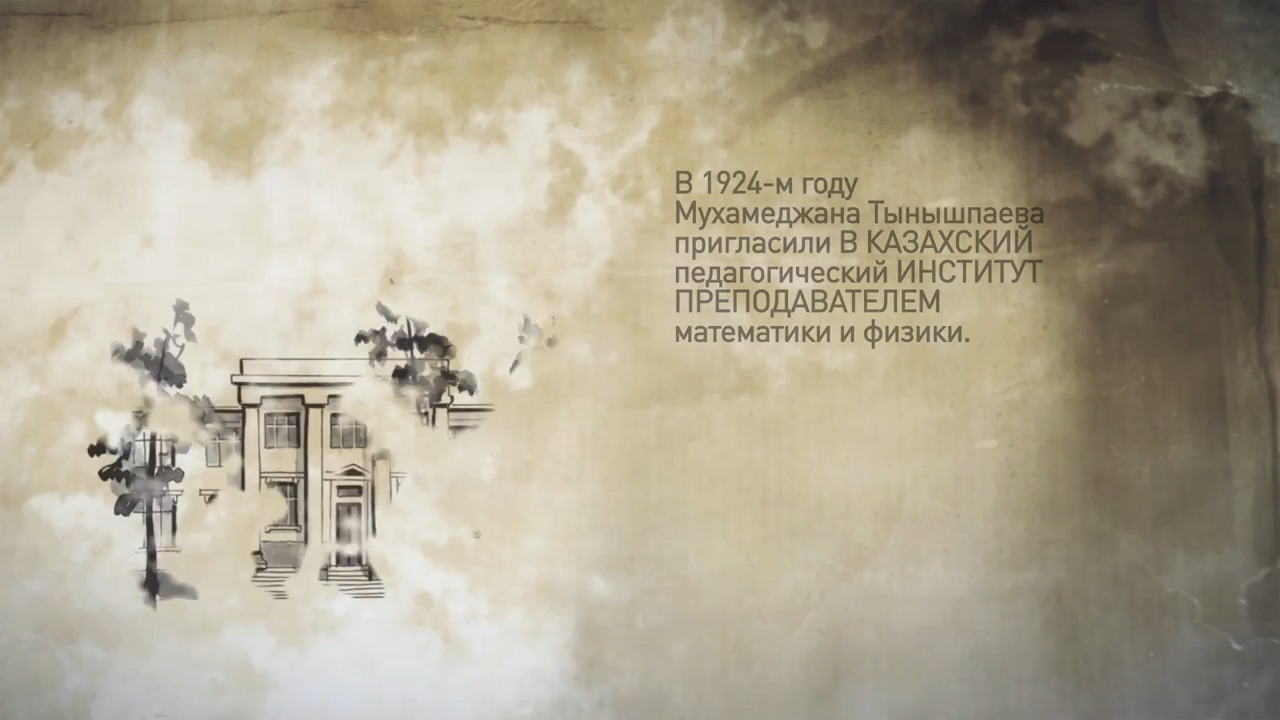 В 1924-м году
Мухамеджана Тынышпаева
пригласили В КАЗАХСКИЙ
педагогический ИНСТИТУТ
ПРЕПОДАВАТЕЛЕМ
математики и физики.